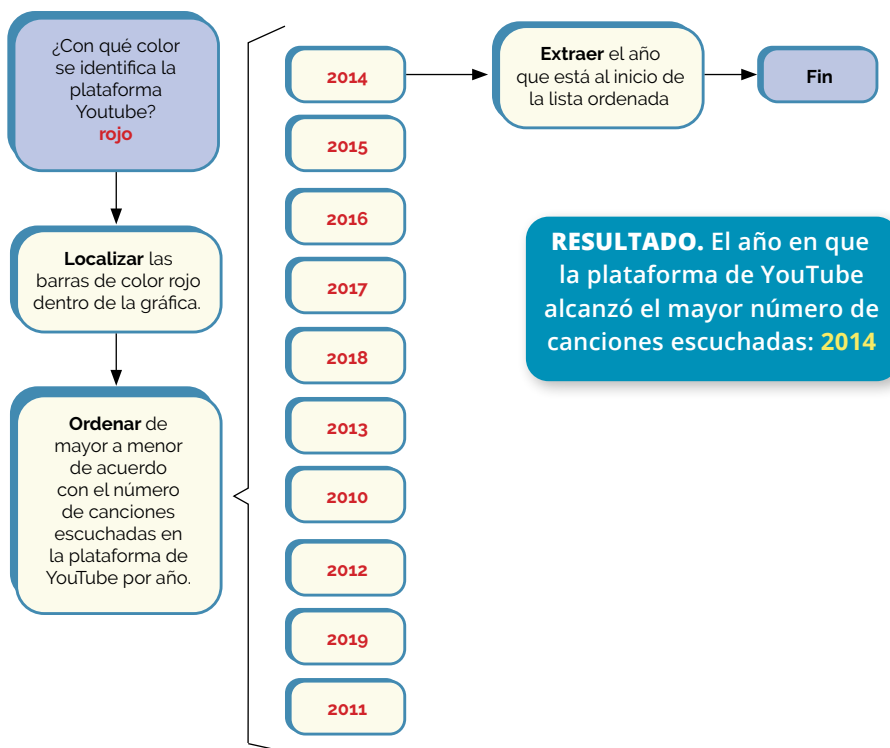 ¿Con qué color
se identifica la
plataforma
Youtube?
rojo
Localizar las
barras de color rojo
dentro de la gráfica.
Ordenar de
mayor a menor
de acuerdo
con el número
de canciones
escuchadas en
la plataforma de
YouTube por año.
2014
2015
2016
2017
2018
2013
2010
2012
2019
2011
Extraer el año
que está al inicio de
la lista ordenada
Fin
RESULTADO. El año en que
la plataforma de YouTube
alcanzó el mayor número de
canciones escuchadas: 2014